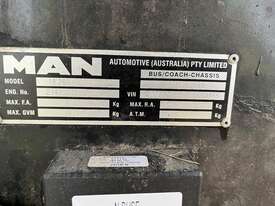 MAN
AUTOMOTIVE (AUSTRALIA) PTY LIMITED
BUS/COACH-CHASSIS
MODEL
ENG. No. VIN
MAX. F.A. Kg MAX. R.A. Kg
MAX. GVM Kg A.T.M. Kg